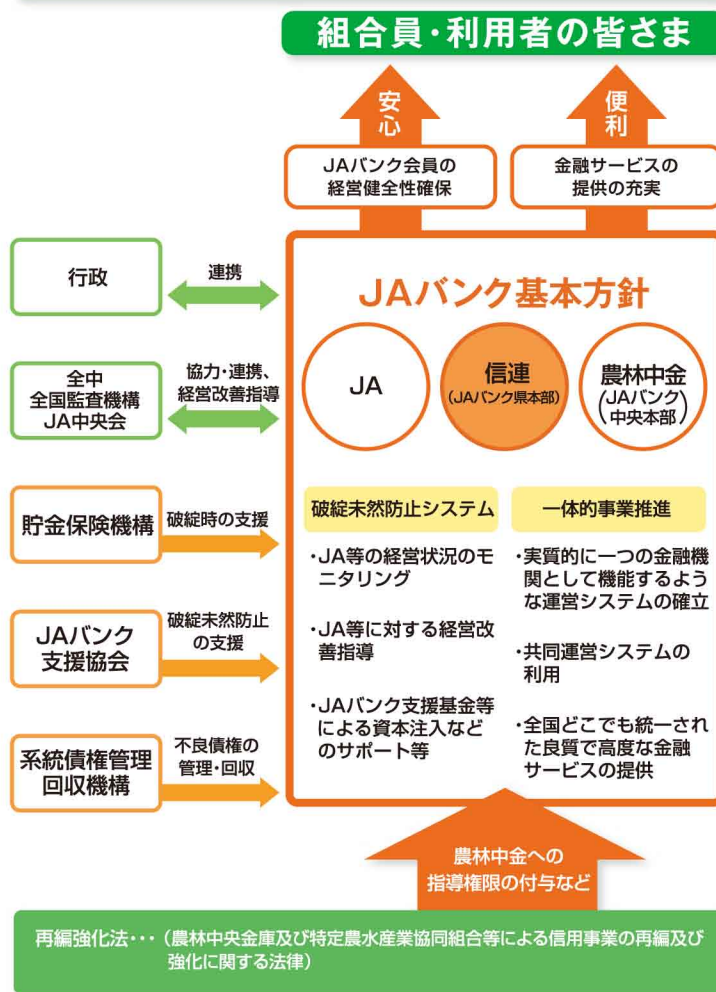 組合員・利用者の皆さま
安心
便利
JAバンク会員の
経営健全性確保
金融サービスの
提供の充実
行政
連携
全中
全国監査機構
JA中央会
協力・連携、
経営改善指導
貯金保険機構
破綻時の支援
JAバンク
支援協会
破綻未然防止
の支援
系統債権管理
回収機構
不良債権の
管理・回収
JAバンク基本方針
JA
信連
(JAバンク県本部)
農林中金
(JAバンク
中央本部)
破綻未然防止システム
・JA等の経営状況のモ
ニタリング
・JA等に対する経営改
善指導
・JAバンク支援基金等
による資本注入など
のサポート等
一体的事業推進
・実質的に一つの金融機
関として機能するよう
な運営システムの確立
・共同運営システムの
利用
・全国どこでも統一され
た良質で高度な金融
サービスの提供
農林中金への
指導権限の付与など
再編強化法・・・（農林中央金庫及び特定農水産業協同組合等による信用事業の再編及び
強化に関する法律）